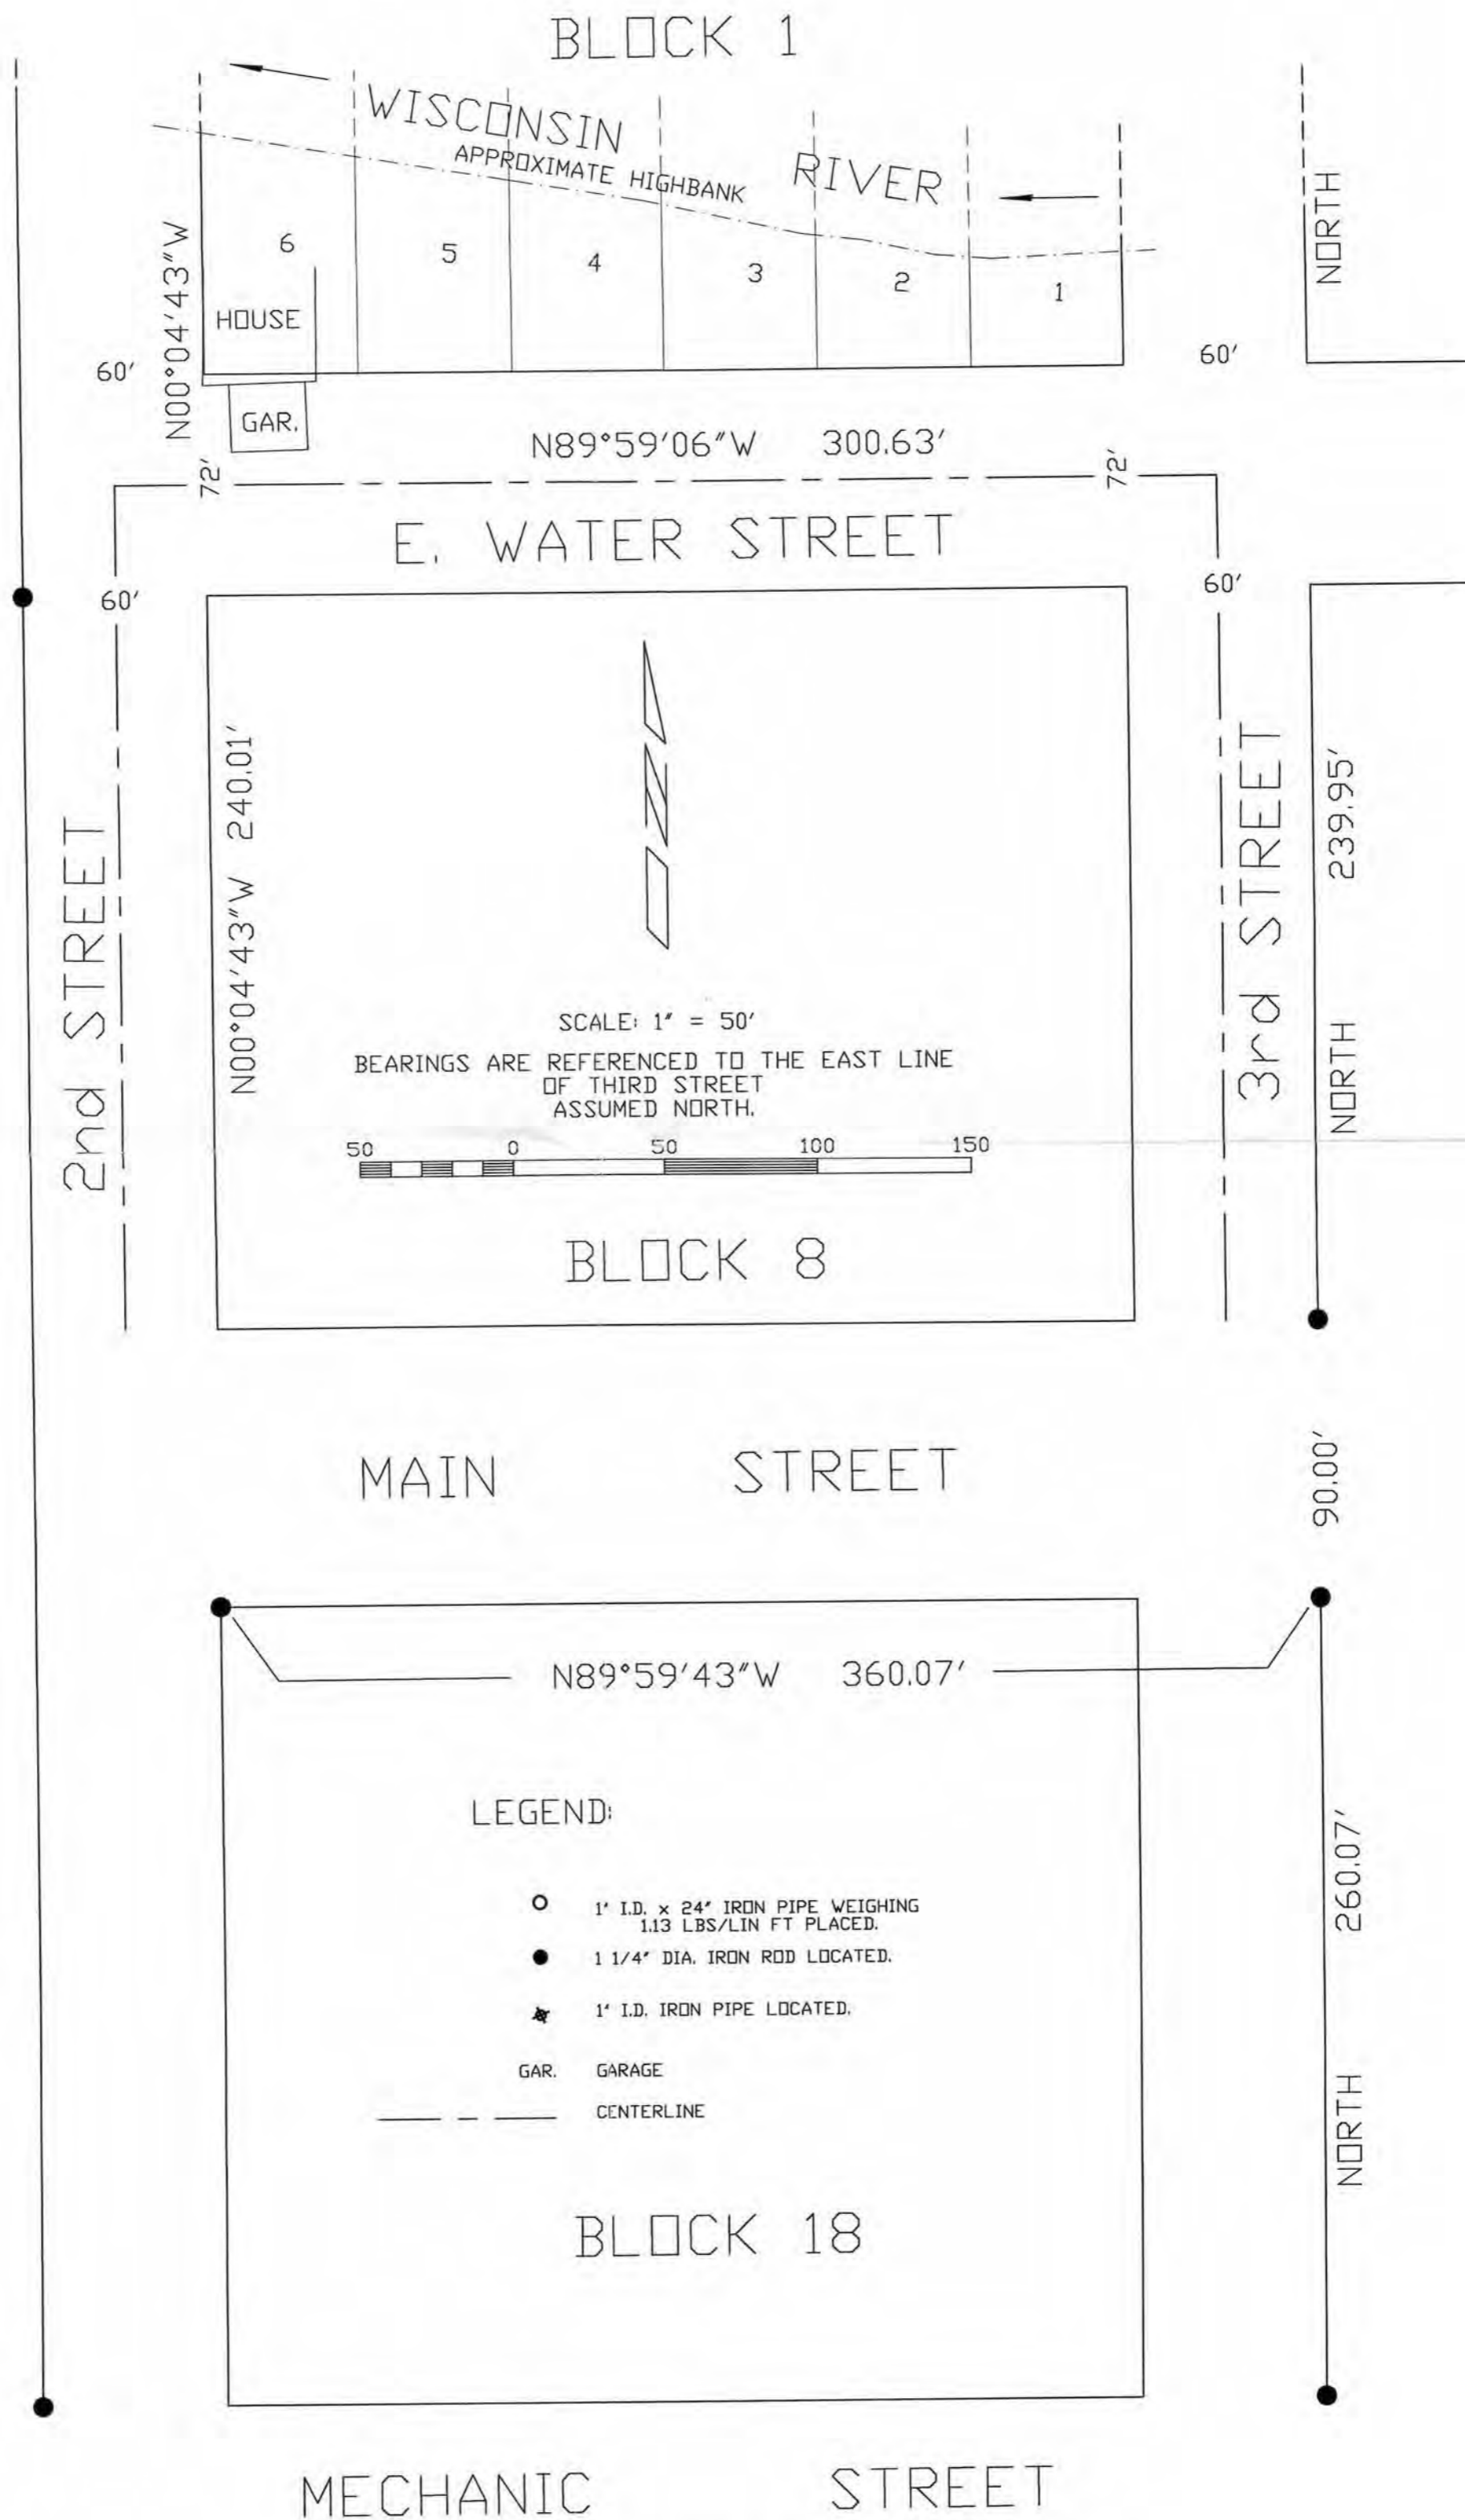 BLOCK 1
WISCONSIN RIVER
APPROXIMATE HIGHBANK
NORTH
N00°04'43"W
6
5
4
3
2
1
HOUSE
60'
60'
GAR.
N89°59'06"W 300.63'
72'
72'
E. WATER STREET
60'
60'
2nd STREET
N00°04'43"W 240.01'
3rd STREET
NORTH 239.95'
SCALE: 1" = 50'
BEARINGS ARE REFERENCED TO THE EAST LINE
OF THIRD STREET
ASSUMED NORTH.
50 0 50 100 150
BLOCK 8
MAIN STREET
90.00'
N89°59'43"W 360.07'
LEGEND:
1" I.D. x 24" IRON PIPE WEIGHING
1.13 LBS/LIN FT PLACED.
1 1/4" DIA. IRON ROD LOCATED.
1" I.D. IRON PIPE LOCATED.
GAR. GARAGE
CENTERLINE
NORTH 260.07'
BLOCK 18
MECHANIC STREET